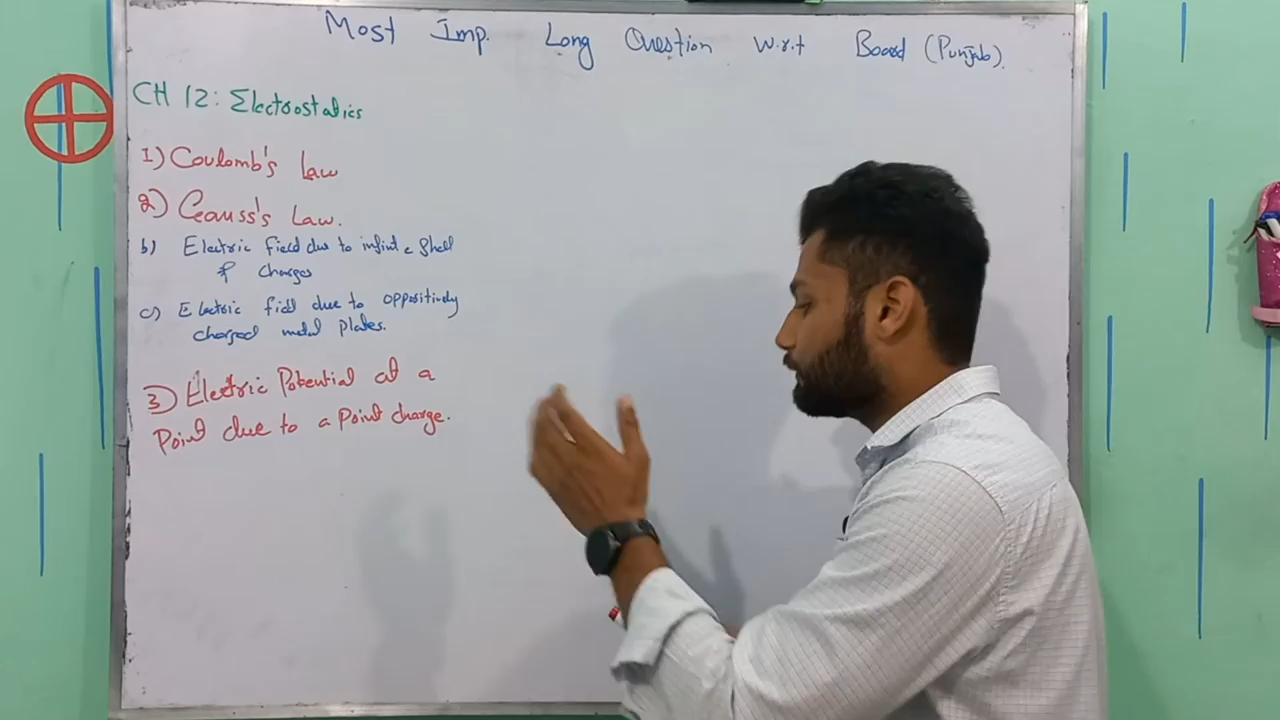 Most Imp. Long Question w.r.t Board (Punjab).
CH 12: Electrostatics
1) Coulomb's Law
2) Gauss's Law.
b) Electric field due to infinte Shell
of Charges
c) Electric field due to oppositively
charged metal Plates.
3) Electric Potential at a
Point due to a Point charge.